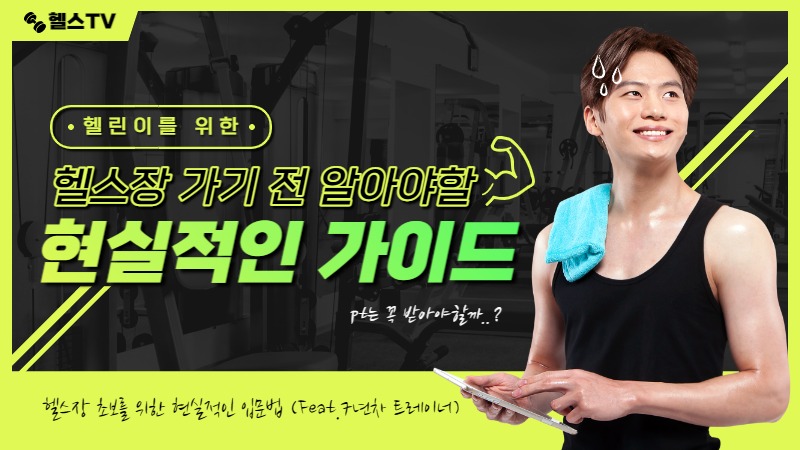 헬스TV
• 헬린이를 위한 •
헬스장 가기 전 알아야할
현실적인 가이드
pt는 꼭 받아야할까..?
헬스장 초보를 위한 현실적인 입문법 (Feat.7년차 트레이너)